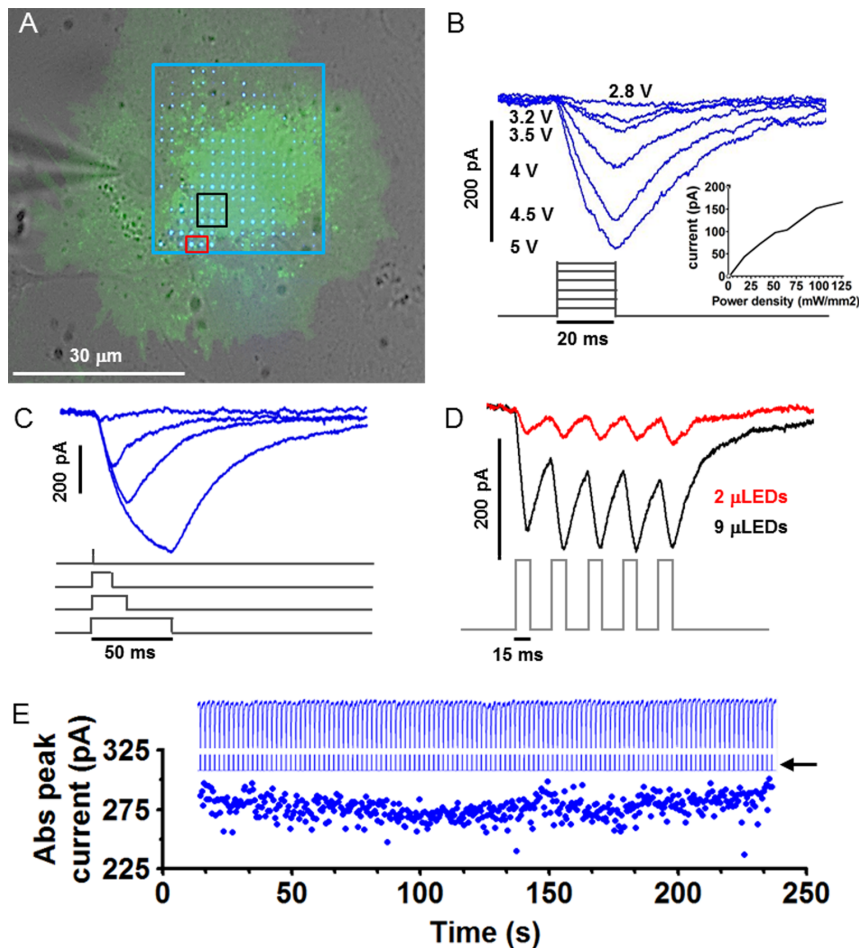 A
30 μm
B
2.8 V
3.2 V
3.5 V
4 V
4.5 V
5 V
200 pA
20 ms
current (pA)
200
150
100
50
0
0 25 50 75 100 125
Power density (mW/mm2)
C
200 pA
50 ms
D
200 pA
2 μLEDs
9 μLEDs
15 ms
E
Abs peak
current (pA)
325
275
225
0 50 100 150 200 250
Time (s)